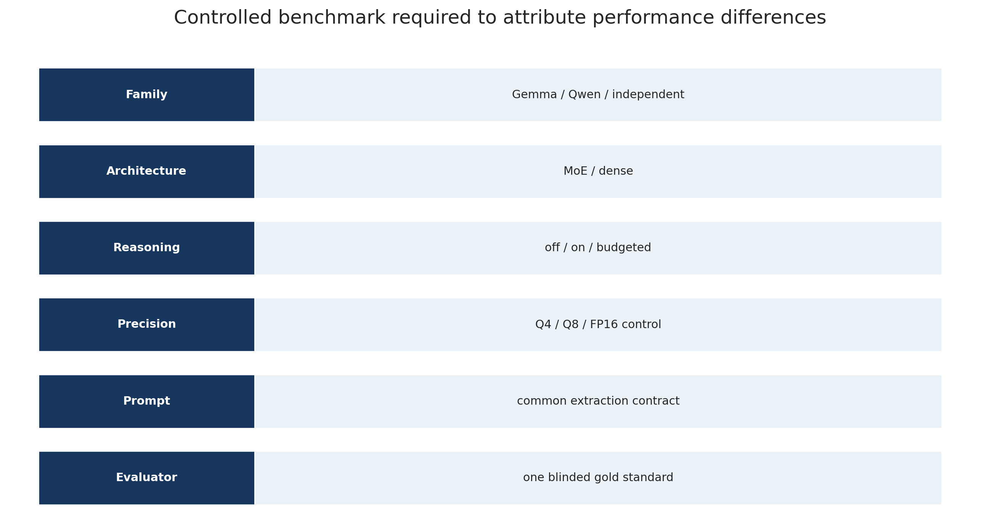 Controlled benchmark required to attribute performance differences
Family
Gemma / Qwen / independent
Architecture
MoE / dense
Reasoning
off / on / budgeted
Precision
Q4 / Q8 / FP16 control
Prompt
common extraction contract
Evaluator
one blinded gold standard